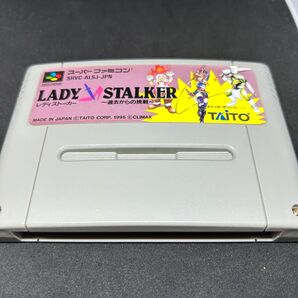 スーパーファミコン
SHVC-ALSJ-JPN
LADY STALKER
レディストーカー
―過去からの挑戦―
TAITO
MADE IN JAPAN ©TAITO CORP. 1995 ©CLIMAX